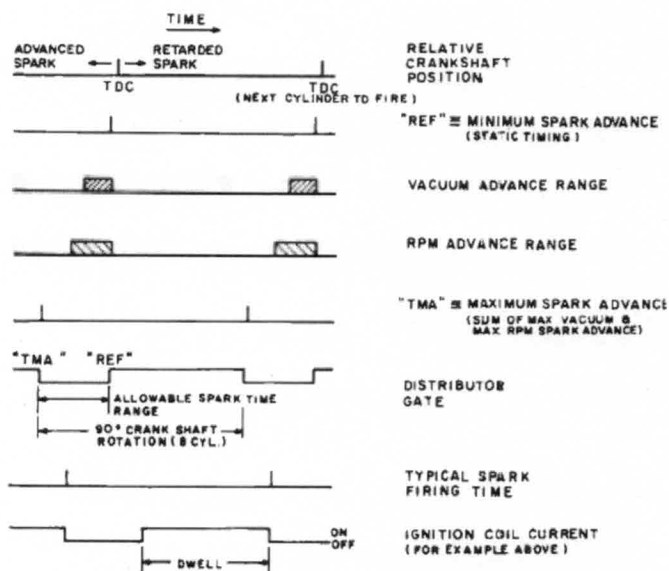 TIME
ADVANCED SPARK
RETARDED SPARK
TDC
TDC
(NEXT CYLINDER TO FIRE)
RELATIVE
CRANKSHAFT
POSITION
"REF" ≡ MINIMUM SPARK ADVANCE
(STATIC TIMING)
VACUUM ADVANCE RANGE
RPM ADVANCE RANGE
"TMA" ≡ MAXIMUM SPARK ADVANCE
(SUM OF MAX VACUUM &
MAX RPM SPARK ADVANCE)
"TMA" "REF"
ALLOWABLE SPARK TIME
RANGE
90° CRANK SHAFT
ROTATION (8 CYL.)
DISTRIBUTOR
GATE
TYPICAL SPARK
FIRING TIME
ON
OFF
DWELL
IGNITION COIL CURRENT
(FOR EXAMPLE ABOVE)